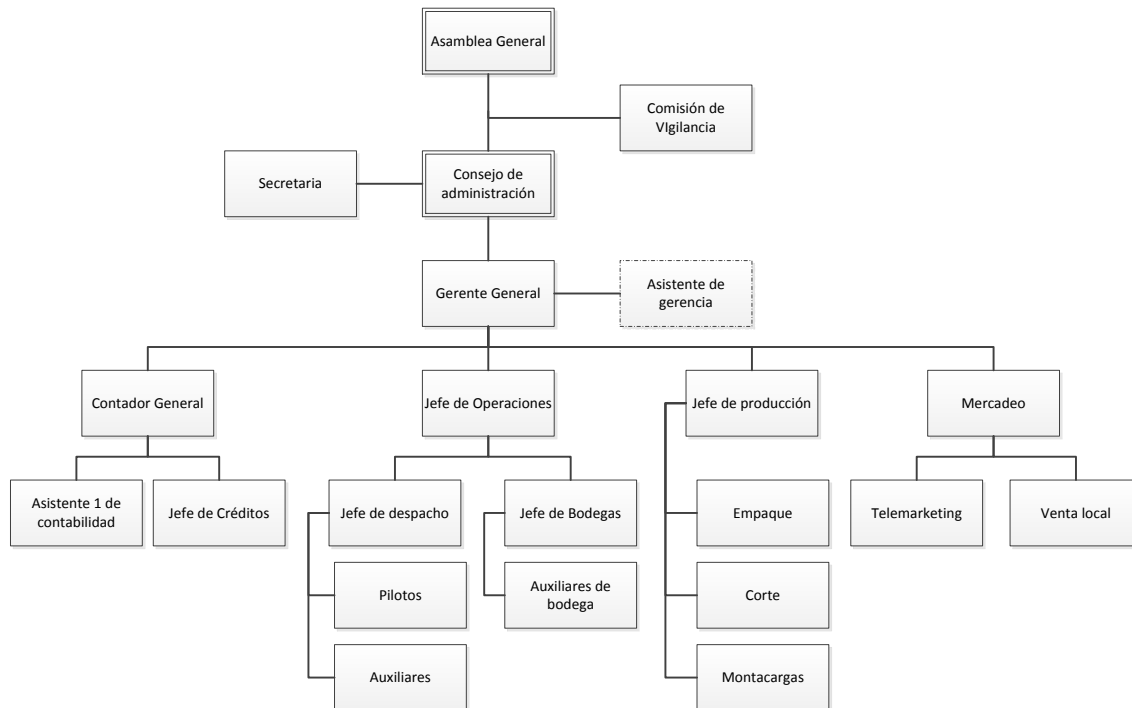 Asamblea General
Comisión de
VIgilancia
Secretaria
Consejo de
administración
Gerente General
Asistente de
gerencia
Contador General
Jefe de Operaciones
Jefe de producción
Mercadeo
Asistente 1 de
contabilidad
Jefe de Créditos
Jefe de despacho
Jefe de Bodegas
Empaque
Telemarketing
Venta local
Pilotos
Auxiliares de
bodega
Corte
Auxiliares
Montacargas